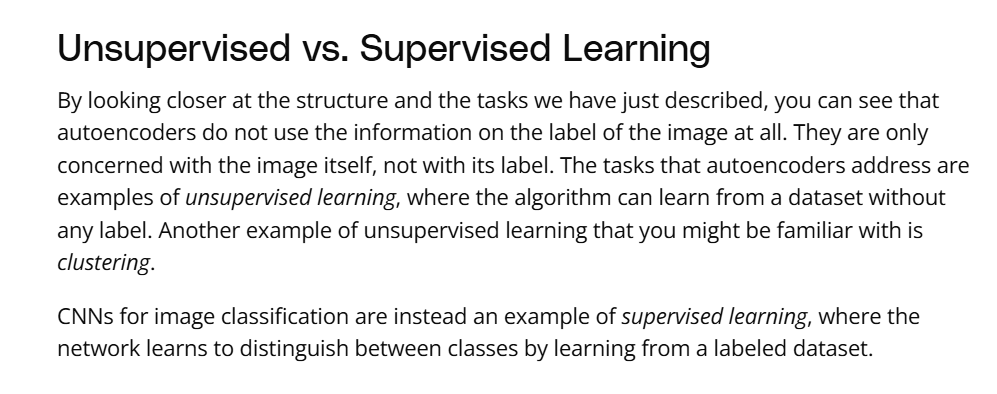 Unsupervised vs. Supervised Learning
By looking closer at the structure and the tasks we have just described, you can see that
autoencoders do not use the information on the label of the image at all. They are only
concerned with the image itself, not with its label. The tasks that autoencoders address are
examples of unsupervised learning, where the algorithm can learn from a dataset without
any label. Another example of unsupervised learning that you might be familiar with is
clustering.
CNNs for image classification are instead an example of supervised learning, where the
network learns to distinguish between classes by learning from a labeled dataset.